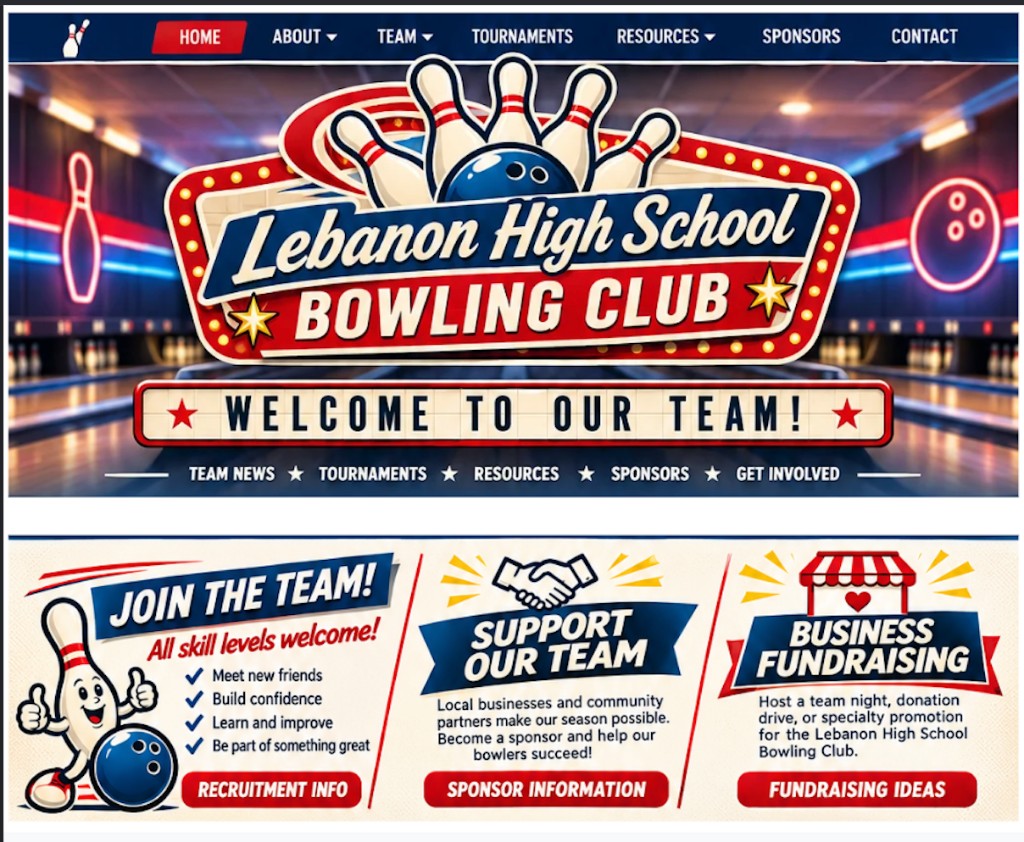 HOME ABOUT TEAM TOURNAMENTS RESOURCES SPONSORS CONTACT
Lebanon High School
BOWLING CLUB
WELCOME TO OUR TEAM!
TEAM NEWS ★ TOURNAMENTS ★ RESOURCES ★ SPONSORS ★ GET INVOLVED
JOIN THE TEAM!
All skill levels welcome!
Meet new friends
Build confidence
Learn and improve
Be part of something great
RECRUITMENT INFO
SUPPORT
OUR TEAM
Local businesses and community
partners make our season possible.
Become a sponsor and help our
bowlers succeed!
SPONSOR INFORMATION
BUSINESS
FUNDRAISING
Host a team night, donation
drive, or specialty promotion
for the Lebanon High School
Bowling Club.
FUNDRAISING IDEAS